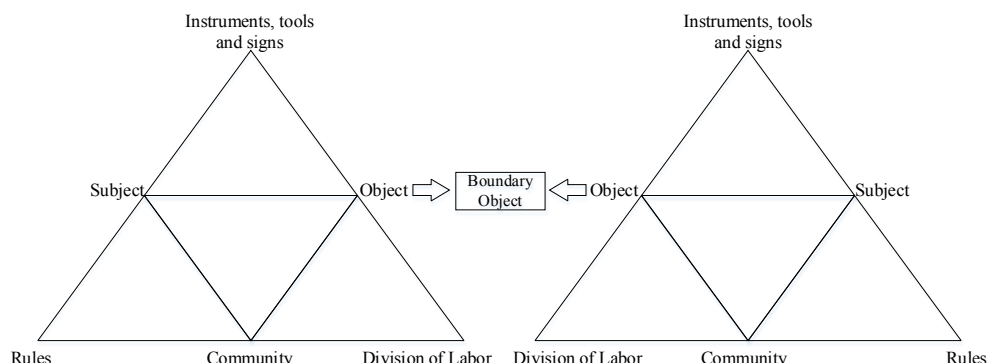 Instruments, tools
and signs
Instruments, tools
and signs
Subject
Object
Boundary
Object
Object
Subject
Rules
Community
Division of Labor
Division of Labor
Community
Rules